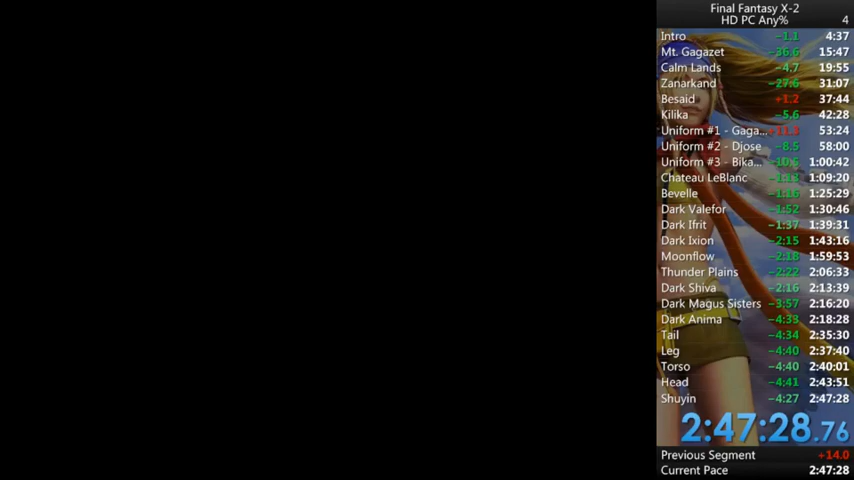 Final Fantasy X-2
HD PC Any% 4
Intro −1.1 4:37
Mt. Gagazet −36.6 15:47
Calm Lands −4.7 19:55
Zanarkand −27.6 31:07
Besaid +1.2 37:44
Kilika −5.6 42:28
Uniform #1 - Gaga... +11.3 53:24
Uniform #2 - Djose −8.5 58:00
Uniform #3 - Bika... −10.5 1:00:42
Chateau LeBlanc −1:13 1:09:20
Bevelle −1:16 1:25:29
Dark Valefor −1:52 1:30:46
Dark Ifrit −1:37 1:39:31
Dark Ixion −2:15 1:43:16
Moonflow −2:18 1:59:53
Thunder Plains −2:22 2:06:33
Dark Shiva −2:16 2:13:39
Dark Magus Sisters −3:57 2:16:20
Dark Anima −4:33 2:18:28
Tail −4:34 2:35:30
Leg −4:40 2:37:40
Torso −4:40 2:40:01
Head −4:41 2:43:51
Shuyin −4:27 2:47:28
2:47:28.76
Previous Segment +14.0
Current Pace 2:47:28